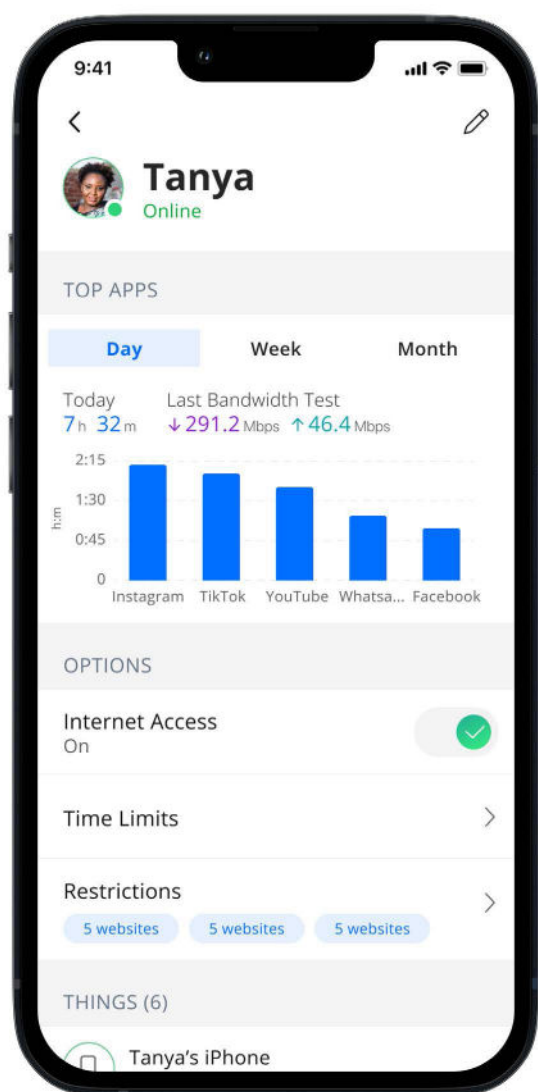 9:41
Tanya
Online
TOP APPS
Day Week Month
Today Last Bandwidth Test
7 h 32 m ↓ 291.2 Mbps ↑ 46.4 Mbps
2:15
1:30
0:45
0
h:m
Instagram TikTok YouTube Whatsa... Facebook
OPTIONS
Internet Access
On
Time Limits
Restrictions
5 websites 5 websites 5 websites
THINGS (6)
Tanya’s iPhone